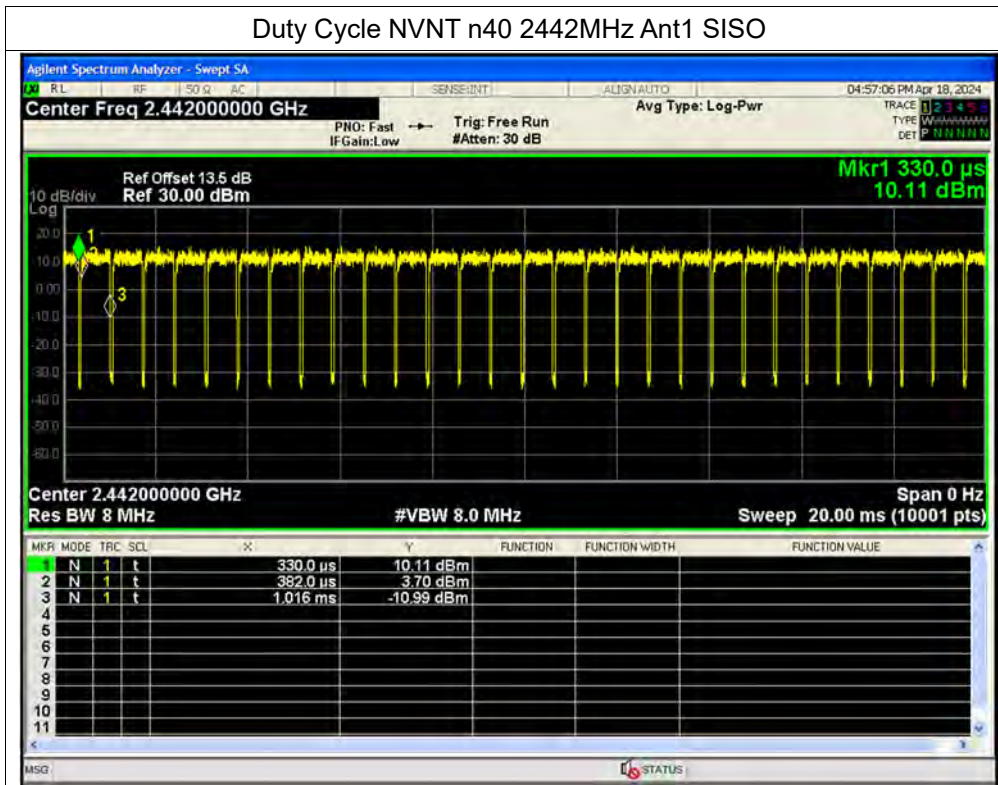 Duty Cycle NVNT n40 2442MHz Ant1 SISO
Agilent Spectrum Analyzer - Swept SA
RL RF 50 Ω AC SENSE:INT ALIGN AUTO 04:57:06 PM Apr 18, 2024
Center Freq 2.442000000 GHz Avg Type: Log-Pwr TRACE 1 2 3 4 5 6
PNO: Fast Trig: Free Run TYPE W
IFGain:Low #Atten: 30 dB DET P N N N N N
Mkr1 330.0 µs
Ref Offset 13.5 dB
10 dB/div Ref 30.00 dBm 10.11 dBm
Log
20.0
1
2
10.0
0.00
3
-10.0
-20.0
-30.0
-40.0
-50.0
-60.0
Center 2.442000000 GHz Span 0 Hz
Res BW 8 MHz #VBW 8.0 MHz Sweep 20.00 ms (10001 pts)
MKR MODE TRC SCL X Y FUNCTION FUNCTION WIDTH FUNCTION VALUE
1 N 1 t 330.0 µs 10.11 dBm
2 N 1 t 382.0 µs 3.70 dBm
3 N 1 t 1.016 ms -10.99 dBm
4
5
6
7
8
9
10
11
MSG STATUS